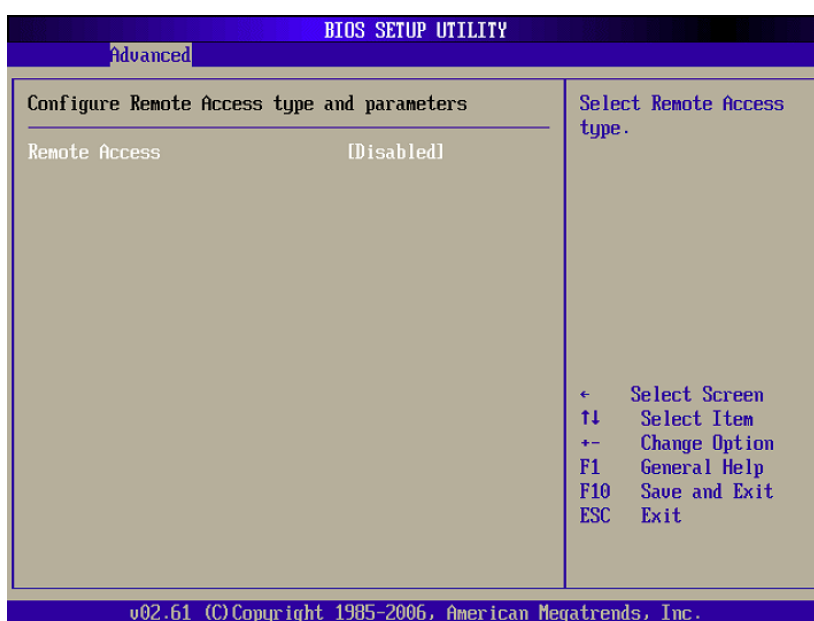 BIOS SETUP UTILITY
Advanced
Configure Remote Access type and parameters
Remote Access [Disabled]
Select Remote Access
type.
← Select Screen
↑↓ Select Item
+- Change Option
F1 General Help
F10 Save and Exit
ESC Exit
v02.61 (C)Copyright 1985-2006, American Megatrends, Inc.